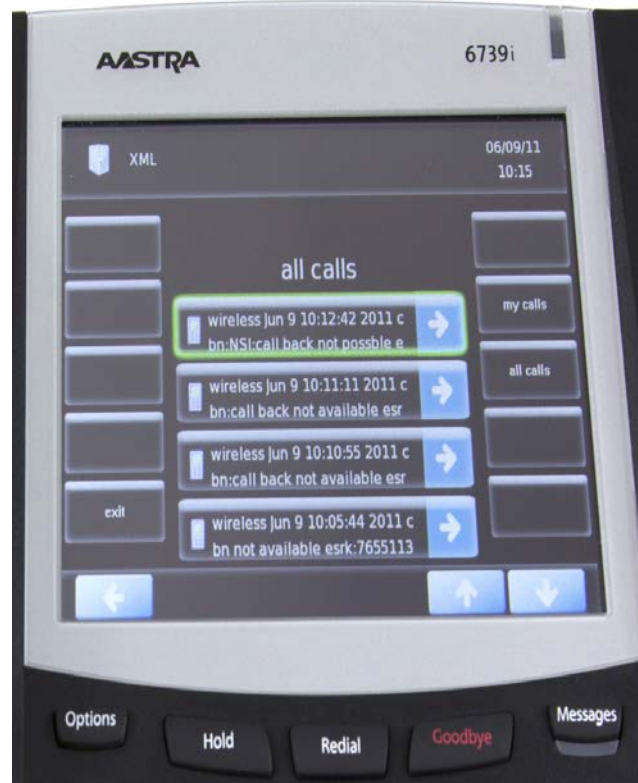 AASTRA
6739i
XML
06/09/11
10:15
all calls
wireless Jun 9 10:12:42 2011 c
bn:NSI:call back not possble e
my calls
wireless Jun 9 10:11:11 2011 c
bn:call back not available esr
all calls
wireless Jun 9 10:10:55 2011 c
bn:call back not available esr
exit
wireless Jun 9 10:05:44 2011 c
bn not available esrk:7655113
Options
Hold
Redial
Goodbye
Messages